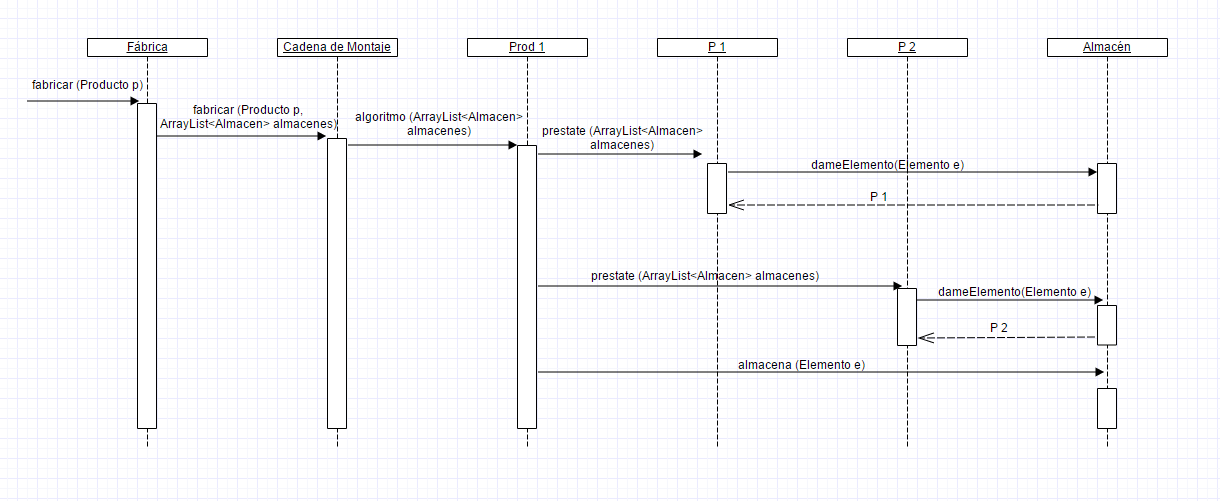 Fábrica
Cadena de Montaje
Prod 1
P 1
P 2
Almacén
fabricar (Producto p)
fabricar (Producto p,
ArrayList<Almacen> almacenes)
algoritmo (ArrayList<Almacen>
almacenes)
prestate (ArrayList<Almacen>
almacenes)
dameElemento(Elemento e)
P 1
prestate (ArrayList<Almacen> almacenes)
dameElemento(Elemento e)
P 2
almacena (Elemento e)